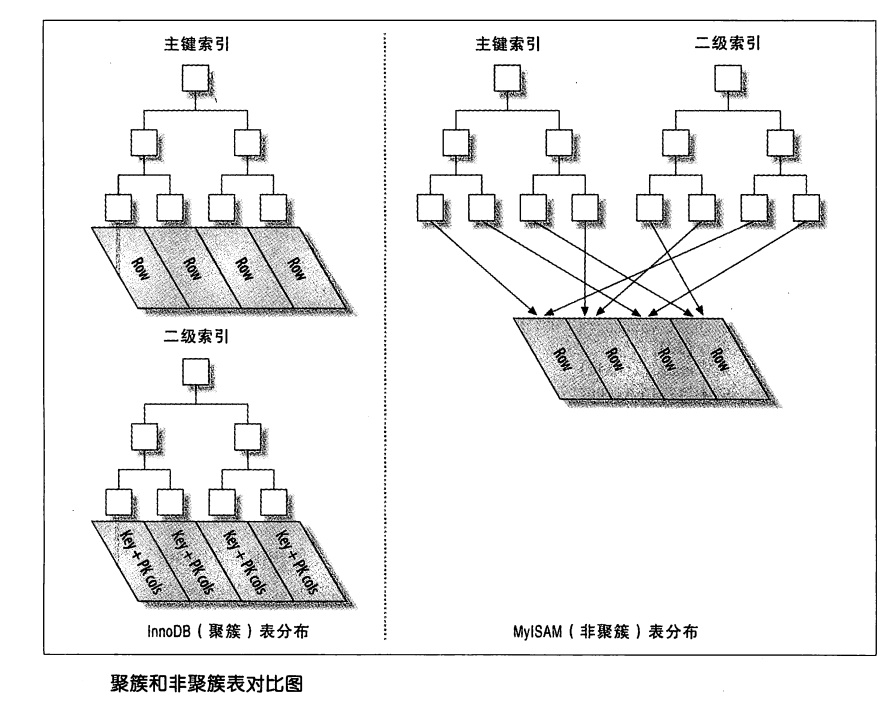 主键索引
Row
Row
Row
Row
二级索引
Key + PK cols
Key + PK cols
Key + PK cols
Key + PK cols
InnoDB（聚簇）表分布
主键索引
二级索引
Row
Row
Row
Row
MyISAM（非聚簇）表分布
聚簇和非聚簇表对比图